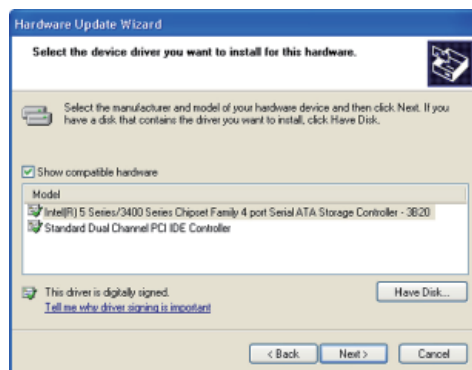 Hardware Update Wizard
Select the device driver you want to install for this hardware.
Select the manufacturer and model of your hardware device and then click Next. If you
have a disk that contains the driver you want to install, click Have Disk.
Show compatible hardware
Model
Intel(R) 5 Series/3400 Series Chipset Family 4 port Serial ATA Storage Controller - 3B20
Standard Dual Channel PCI IDE Controller
This driver is digitally signed.
Have Disk...
Tell me why driver signing is important
< Back
Next >
Cancel